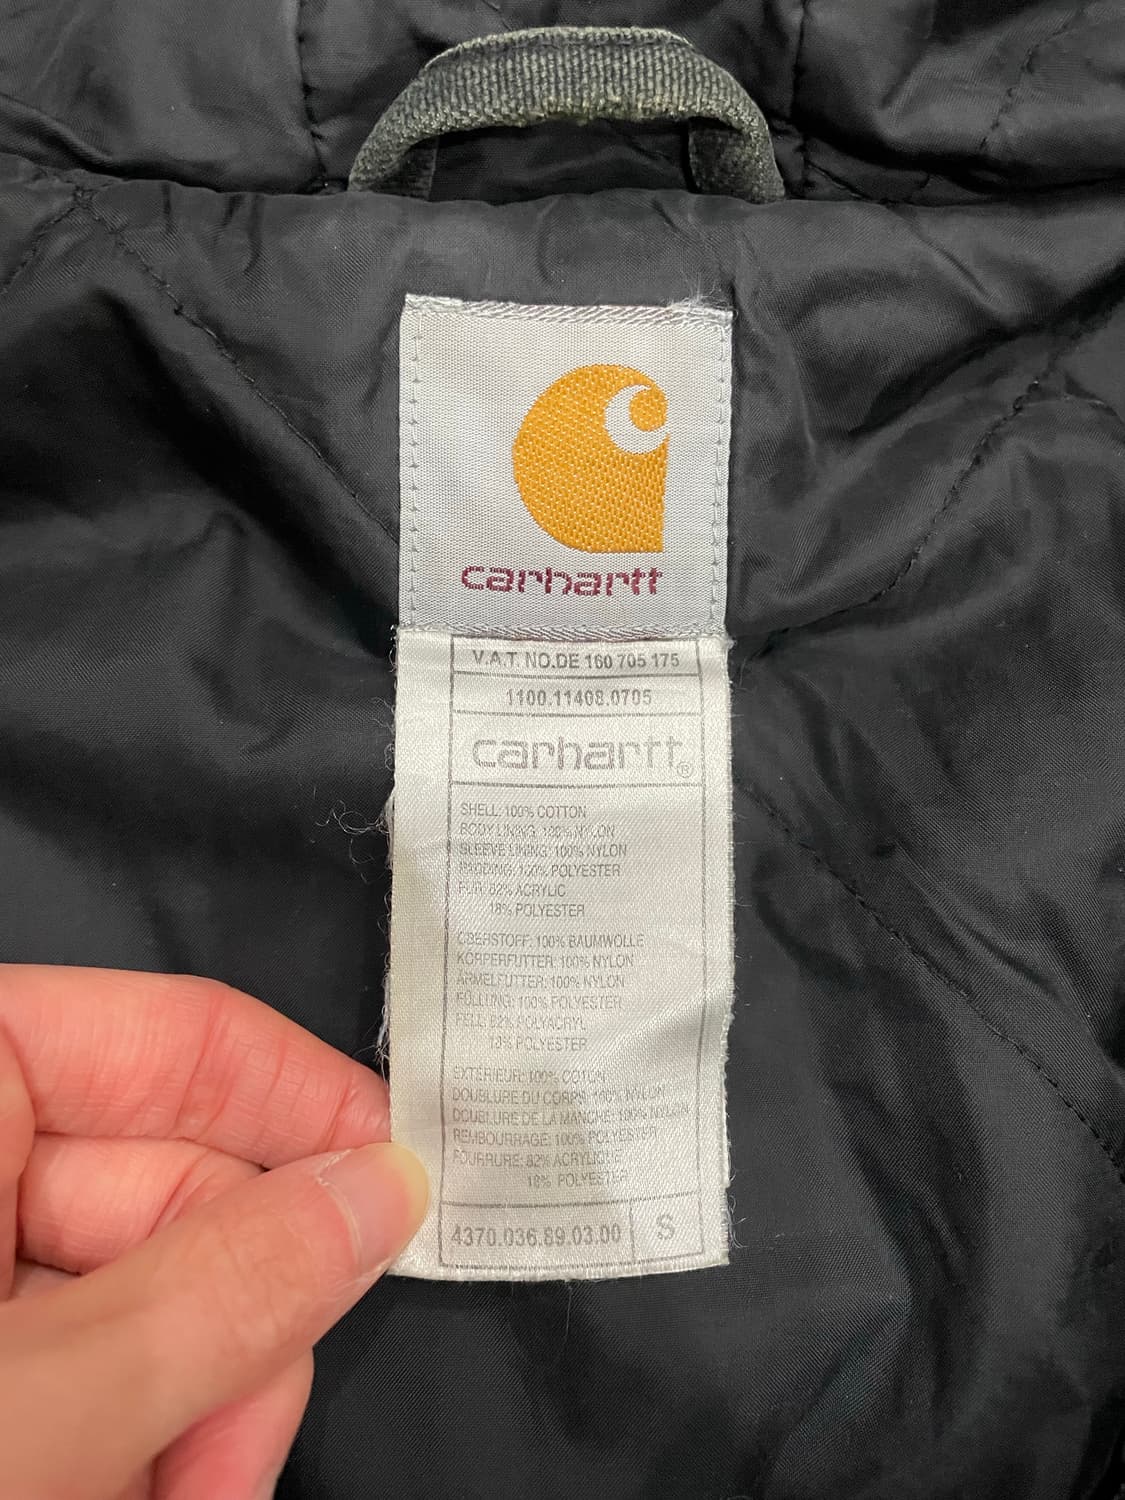 carhartt
V.A.T. NO.DE 160 705 175
1100.11408.0705
carhartt®
SHELL: 100% COTTON
BODY LINING: 100% NYLON
SLEEVE LINING: 100% NYLON
PADDING: 100% POLYESTER
FUR: 82% ACRYLIC
18% POLYESTER
OBERSTOFF: 100% BAUMWOLLE
KÖRPERFUTTER: 100% NYLON
ÄRMELFUTTER: 100% NYLON
FÜLLUNG: 100% POLYESTER
FELL: 82% POLYACRYL
18% POLYESTER
EXTÉRIEUR: 100% COTON
DOUBLURE DU CORPS: 100% NYLON
DOUBLURE DE LA MANCHE: 100% NYLON
REMBOURRAGE: 100% POLYESTER
FOURRURE: 82% ACRYLIQUE
18% POLYESTER
4370.036.89.03.00 S